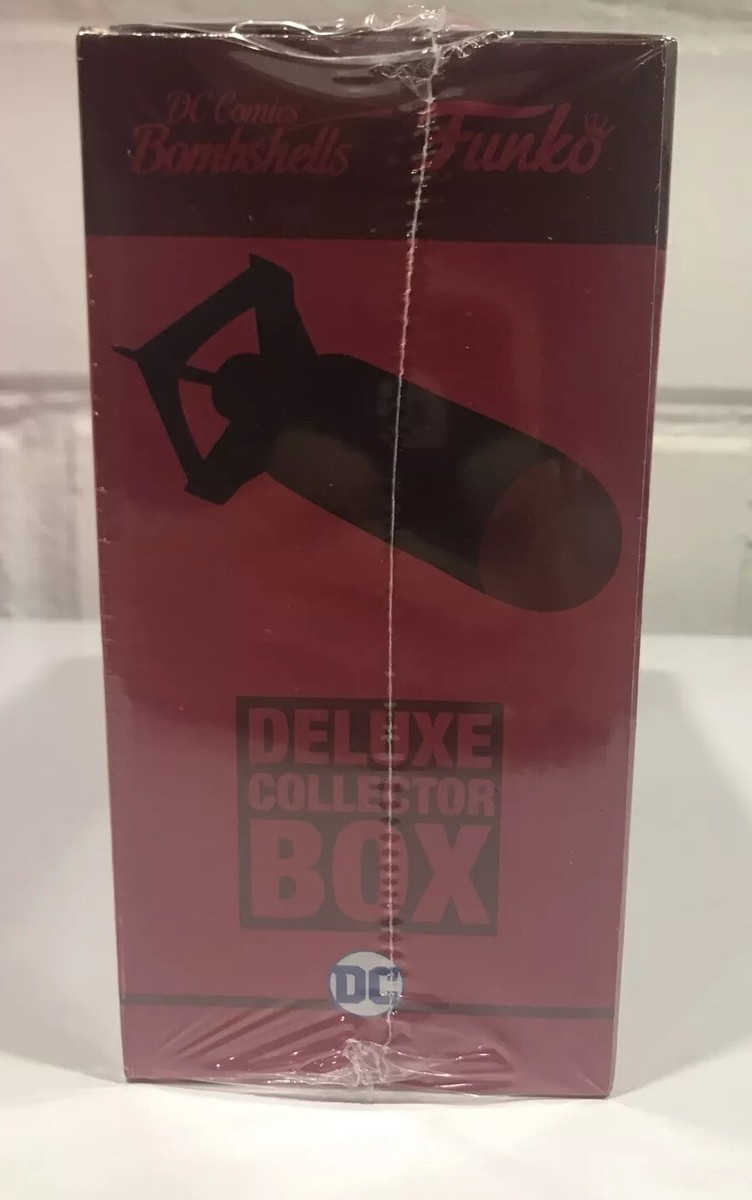 DC Comics
Bombshells
Funko
DELUXE
COLLECTOR
BOX
DC